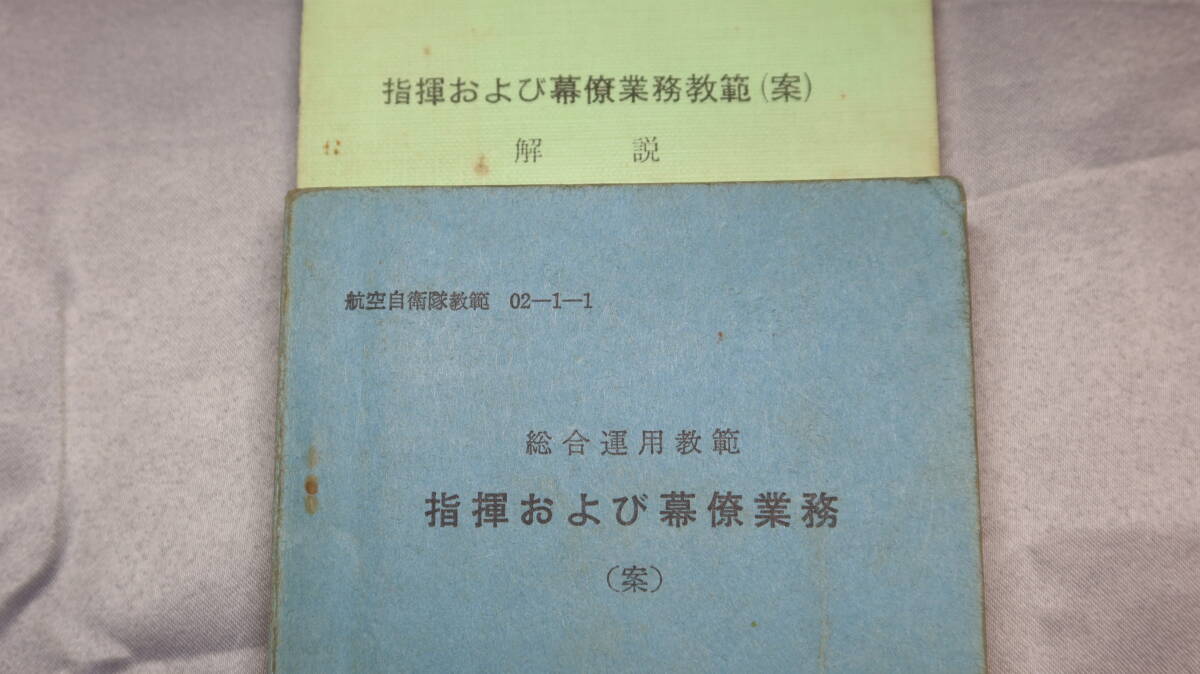 指揮および幕僚業務教範(案)
解説
航空自衛隊教範 02—1—1
総合運用教範
指揮および幕僚業務
(案)